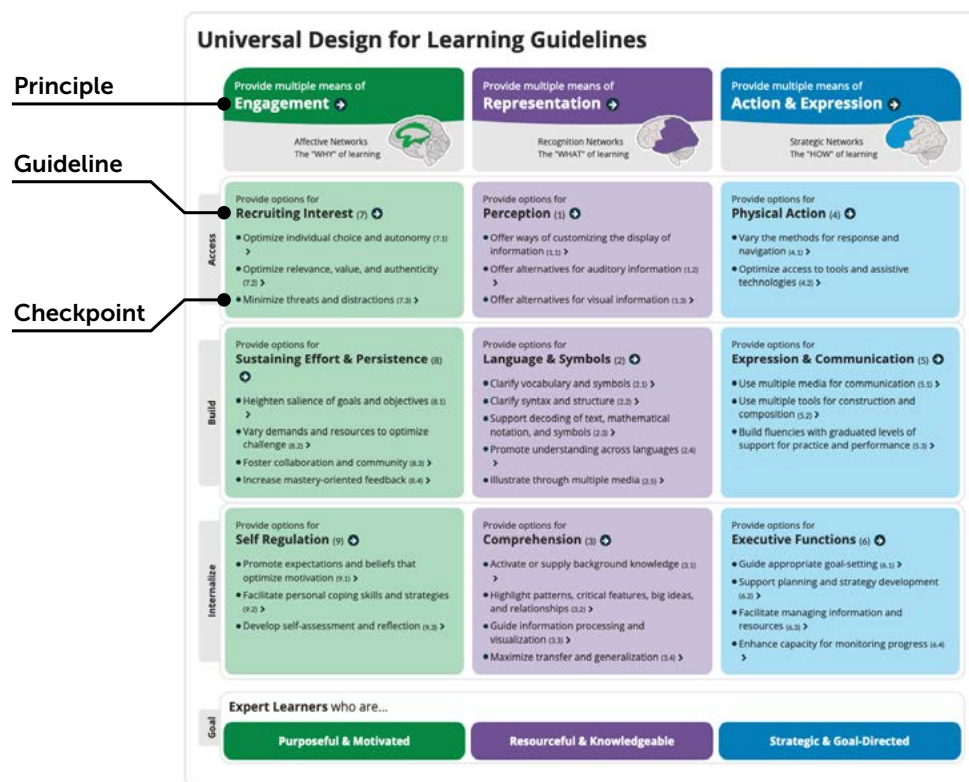 Universal Design for Learning Guidelines
Principle
Guideline
Checkpoint
Provide multiple means of
Engagement
Affective Networks
The "WHY" of learning
Provide multiple means of
Representation
Recognition Networks
The "WHAT" of learning
Provide multiple means of
Action & Expression
Strategic Networks
The "HOW" of learning
Access
Provide options for
Recruiting Interest (7)
Optimize individual choice and autonomy (7.1)
Optimize relevance, value, and authenticity
(7.2)
Minimize threats and distractions (7.3)
Provide options for
Perception (1)
Offer ways of customizing the display of
information (1.1)
Offer alternatives for auditory information (1.2)
Offer alternatives for visual information (1.3)
Provide options for
Physical Action (4)
Vary the methods for response and
navigation (4.1)
Optimize access to tools and assistive
technologies (4.2)
Build
Provide options for
Sustaining Effort & Persistence (8)
Heighten salience of goals and objectives (8.1)
Vary demands and resources to optimize
challenge (8.2)
Foster collaboration and community (8.3)
Increase mastery-oriented feedback (8.4)
Provide options for
Language & Symbols (2)
Clarify vocabulary and symbols (2.1)
Clarify syntax and structure (2.2)
Support decoding of text, mathematical
notation, and symbols (2.3)
Promote understanding across languages (2.4)
Illustrate through multiple media (2.5)
Provide options for
Expression & Communication (5)
Use multiple media for communication (5.1)
Use multiple tools for construction and
composition (5.2)
Build fluencies with graduated levels of
support for practice and performance (5.3)
Internalize
Provide options for
Self Regulation (9)
Promote expectations and beliefs that
optimize motivation (9.1)
Facilitate personal coping skills and strategies
(9.2)
Develop self-assessment and reflection (9.3)
Provide options for
Comprehension (3)
Activate or supply background knowledge (3.1)
Highlight patterns, critical features, big ideas,
and relationships (3.2)
Guide information processing and
visualization (3.3)
Maximize transfer and generalization (3.4)
Provide options for
Executive Functions (6)
Guide appropriate goal-setting (6.1)
Support planning and strategy development
(6.2)
Facilitate managing information and
resources (6.3)
Enhance capacity for monitoring progress (6.4)
Goal
Expert Learners who are...
Purposeful & Motivated
Resourceful & Knowledgeable
Strategic & Goal-Directed